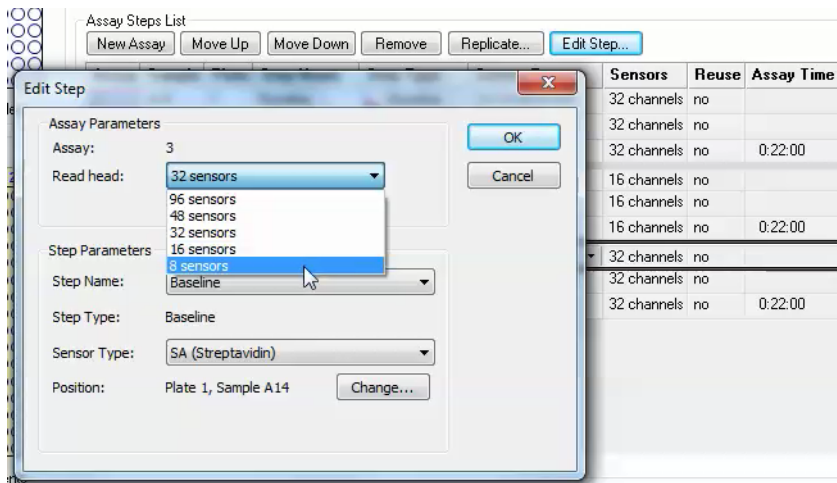 Assay Steps List
New Assay Move Up Move Down Remove Replicate... Edit Step...
Sensors Reuse Assay Time
32 channels no
32 channels no
32 channels no 0:22:00
16 channels no
16 channels no
16 channels no 0:22:00
32 channels no
32 channels no
32 channels no 0:22:00
Edit Step
Assay Parameters
Assay: 3
OK
Read head: 32 sensors
Cancel
96 sensors
48 sensors
32 sensors
16 sensors
8 sensors
Step Parameters
Step Name: Baseline
Step Type: Baseline
Sensor Type: SA (Streptavidin)
Position: Plate 1, Sample A14 Change...